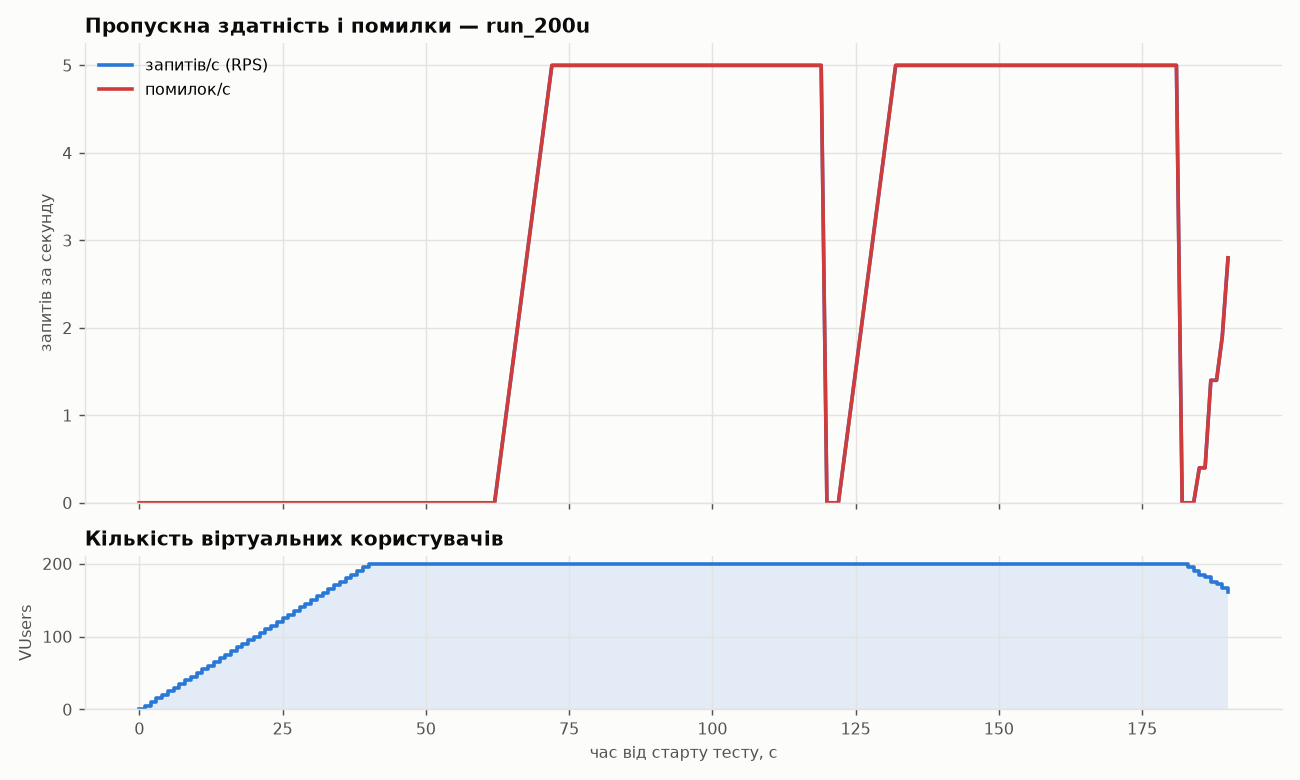 Пропускна здатність і помилки — run_200u
запитів/с (RPS)
помилок/с
запитів за секунду
5
4
3
2
1
0
Кількість віртуальних користувачів
VUsers
200
100
0
0 25 50 75 100 125 150 175
час від старту тесту, с